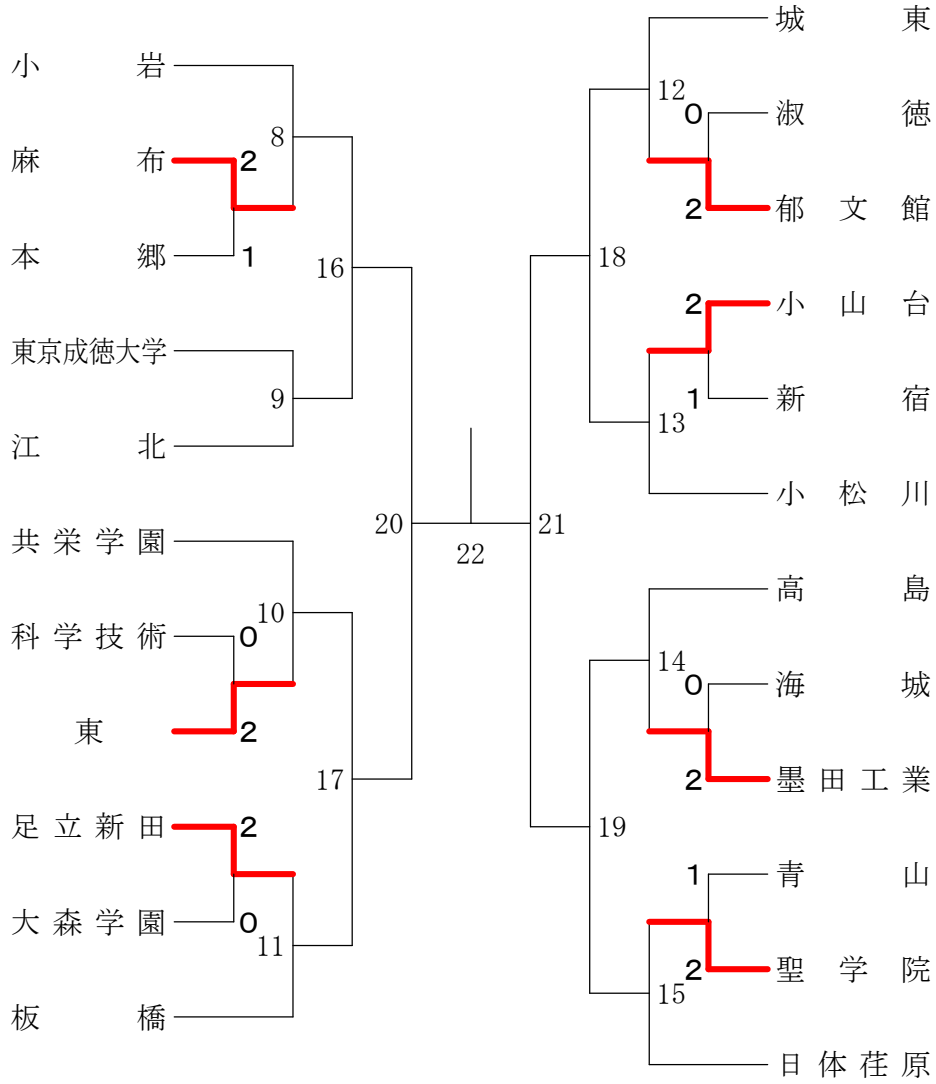 小岩
8
麻布
2
本郷
1
16
東京成徳大学
9
江北
20
共栄学園
10
科学技術
0
東
2
17
足立新田
2
大森学園
0
11
板橋
22
城東
12
0
淑徳
2
郁文館
18
2
小山台
1
新宿
13
小松川
21
高島
14
0
海城
2
墨田工業
19
1
青山
2
聖学院
15
日体荏原